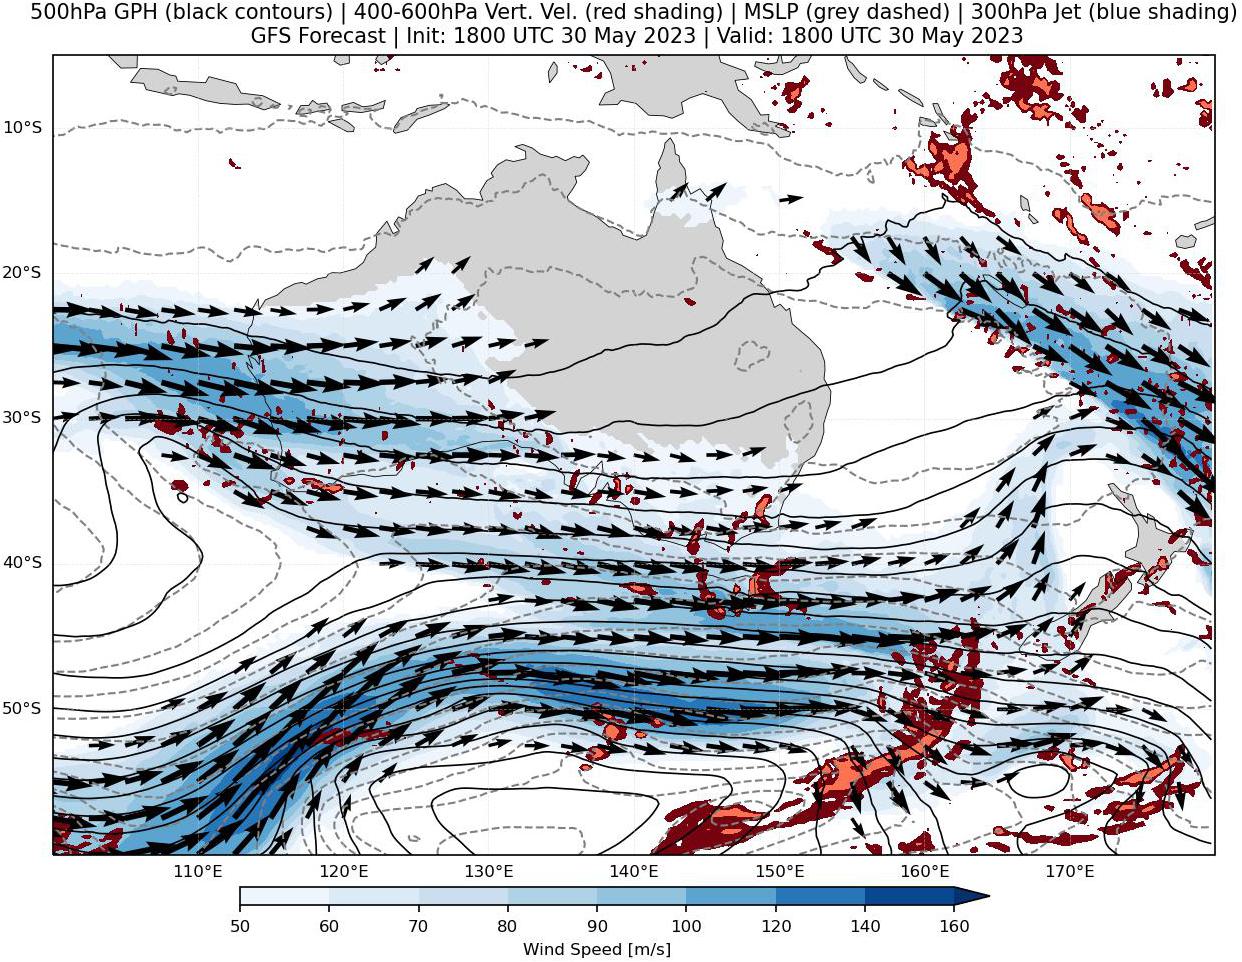 500hPa GPH (black contours) | 400-600hPa Vert. Vel. (red shading) | MSLP (grey dashed) | 300hPa Jet (blue shading)
GFS Forecast | Init: 1800 UTC 30 May 2023 | Valid: 1800 UTC 30 May 2023
10°S
20°S
30°S
40°S
50°S
110°E 120°E 130°E 140°E 150°E 160°E 170°E
50 60 70 80 90 100 120 140 160
Wind Speed [m/s]